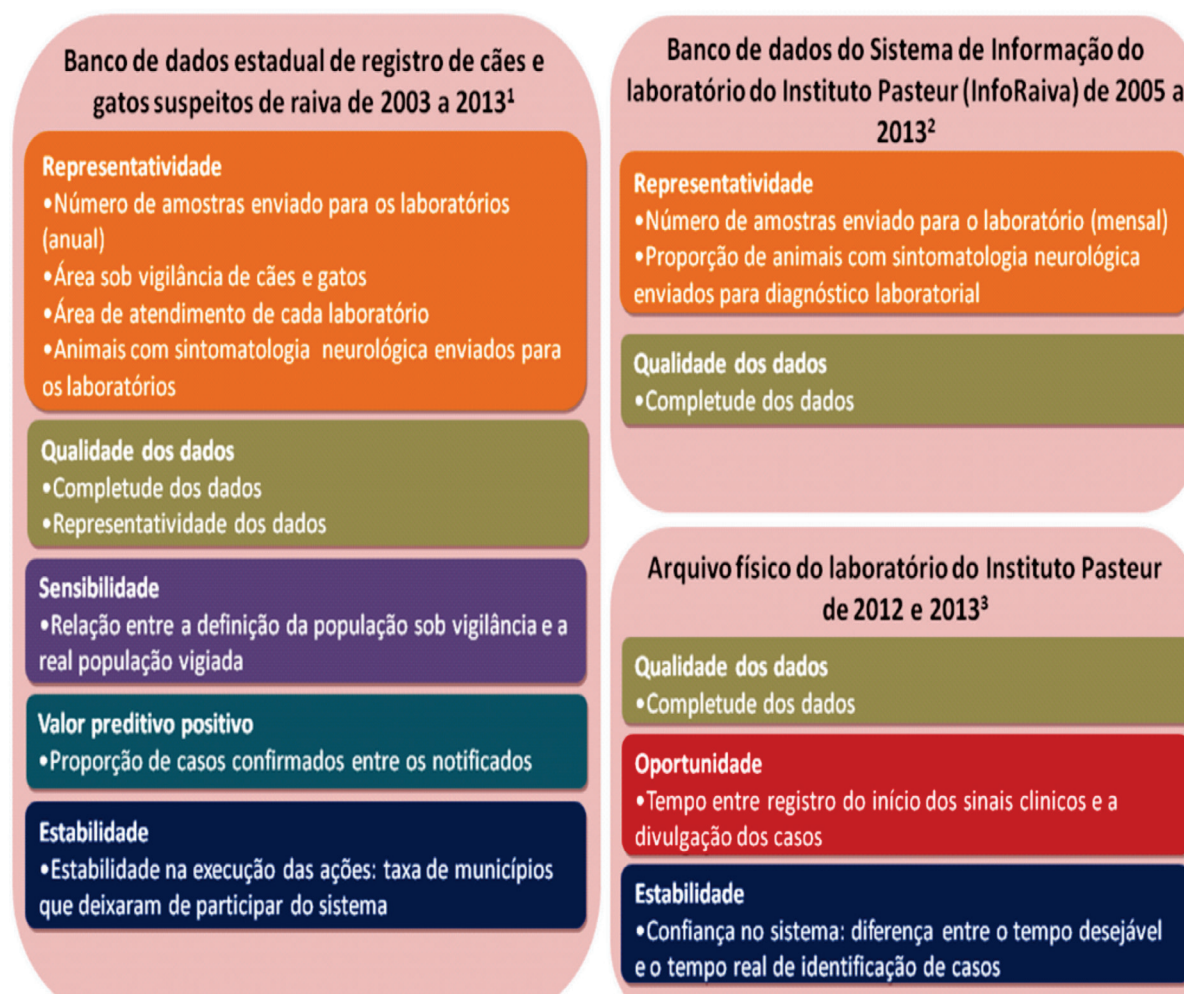 Banco de dados estadual de registro de cães e
gatos suspeitos de raiva de 2003 a 2013¹
Representatividade
•Número de amostras enviado para os laboratórios
(anual)
•Área sob vigilância de cães e gatos
•Área de atendimento de cada laboratório
•Animais com sintomatologia neurológica enviados para
os laboratórios
Qualidade dos dados
•Completude dos dados
•Representatividade dos dados
Sensibilidade
•Relação entre a definição da população sob vigilância e a
real população vigiada
Valor preditivo positivo
•Proporção de casos confirmados entre os notificados
Estabilidade
•Estabilidade na execução das ações: taxa de municípios
que deixaram de participar do sistema
Banco de dados do Sistema de Informação do
laboratório do Instituto Pasteur (InfoRaiva) de 2005 a
2013²
Representatividade
•Número de amostras enviado para o laboratório (mensal)
•Proporção de animais com sintomatologia neurológica
enviados para diagnóstico laboratorial
Qualidade dos dados
•Completude dos dados
Arquivo físico do laboratório do Instituto Pasteur
de 2012 e 2013³
Qualidade dos dados
•Completude dos dados
Oportunidade
•Tempo entre registro do início dos sinais clinicos e a
divulgação dos casos
Estabilidade
•Confiança no sistema: diferença entre o tempo desejável
e o tempo real de identificação de casos